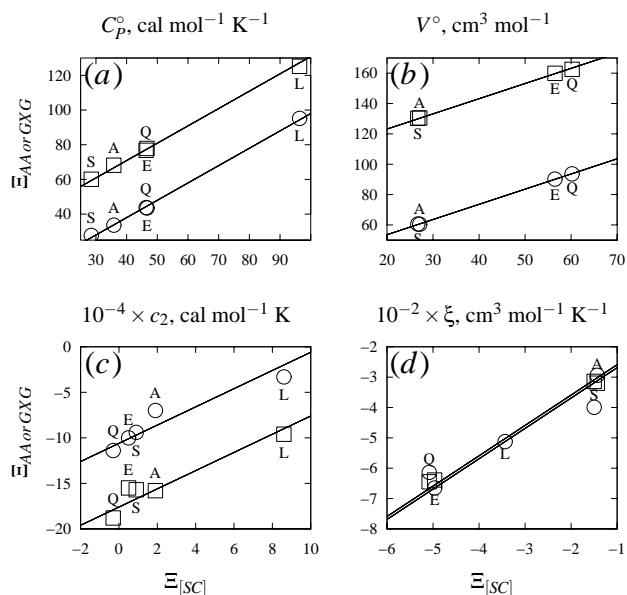 C_P°, cal mol⁻¹ K⁻¹
V°, cm³ mol⁻¹
Ξ_AA or GXG
(a)
120
100
80
60
40
30 40 50 60 70 80 90 100
S A Q E L
S A Q E L
(b)
160
140
120
100
80
60
20 30 40 50 60 70
A S E Q
A S E Q
10⁻⁴ × c₂, cal mol⁻¹ K
10⁻² × ξ, cm³ mol⁻¹ K⁻¹
Ξ_AA or GXG
(c)
0
−5
−10
−15
−20
−2 0 2 4 6 8 10
Q E S A L
Q E S A L
Ξ_[SC]
(d)
−2
−3
−4
−5
−6
−7
−8
−6 −5 −4 −3 −2 −1
Q E L A S
Ξ_[SC]